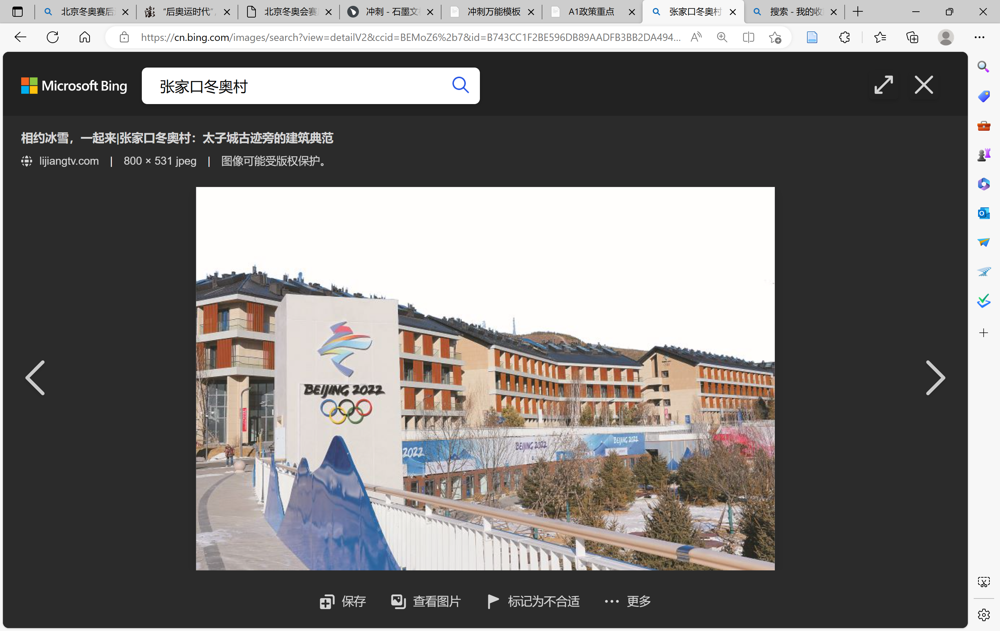 北京冬奥赛后
“后奥运时代”,
北京冬奥会赛
冲刺 - 石墨文
冲刺万能模板
A1政策重点
张家口冬奥村
搜索 - 我的收
https://cn.bing.com/images/search?view=detailV2&ccid=BEMoZ6%2b7&id=B743CC1F2BE596DB89AADFB3BB2DA494...
Microsoft Bing
张家口冬奥村
相约冰雪，一起来|张家口冬奥村：太子城古迹旁的建筑典范
lijiangtv.com | 800 × 531 jpeg | 图像可能受版权保护。
BEIJING 2022
2022
BEIJING 2022
BEIJING 2022
保存
查看图片
标记为不合适
更多